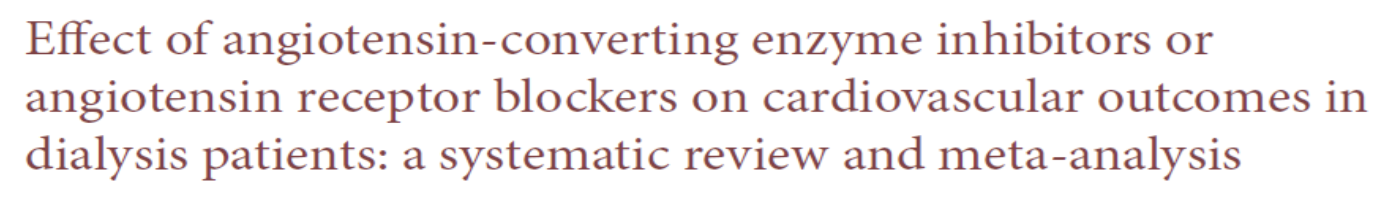 Effect of angiotensin-converting enzyme inhibitors or
angiotensin receptor blockers on cardiovascular outcomes in
dialysis patients: a systematic review and meta-analysis